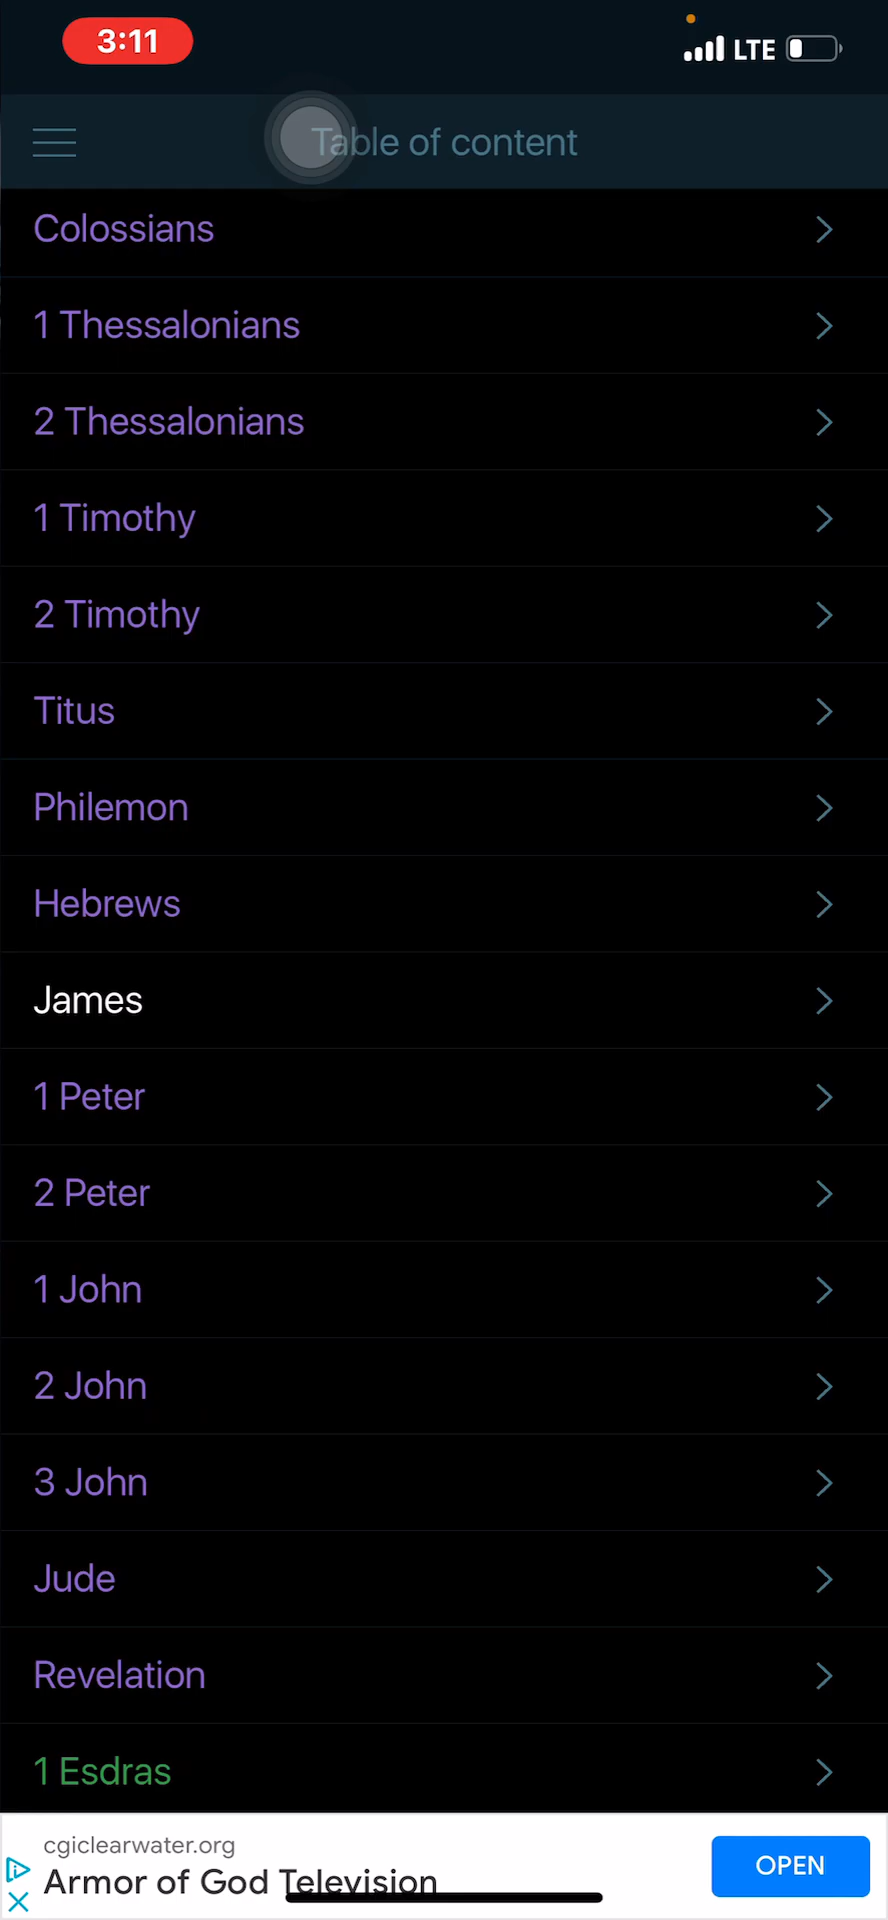 3:11
LTE
Table of content
Colossians
1 Thessalonians
2 Thessalonians
1 Timothy
2 Timothy
Titus
Philemon
Hebrews
James
1 Peter
2 Peter
1 John
2 John
3 John
Jude
Revelation
1 Esdras
cgiclearwater.org
Armor of God Television
OPEN